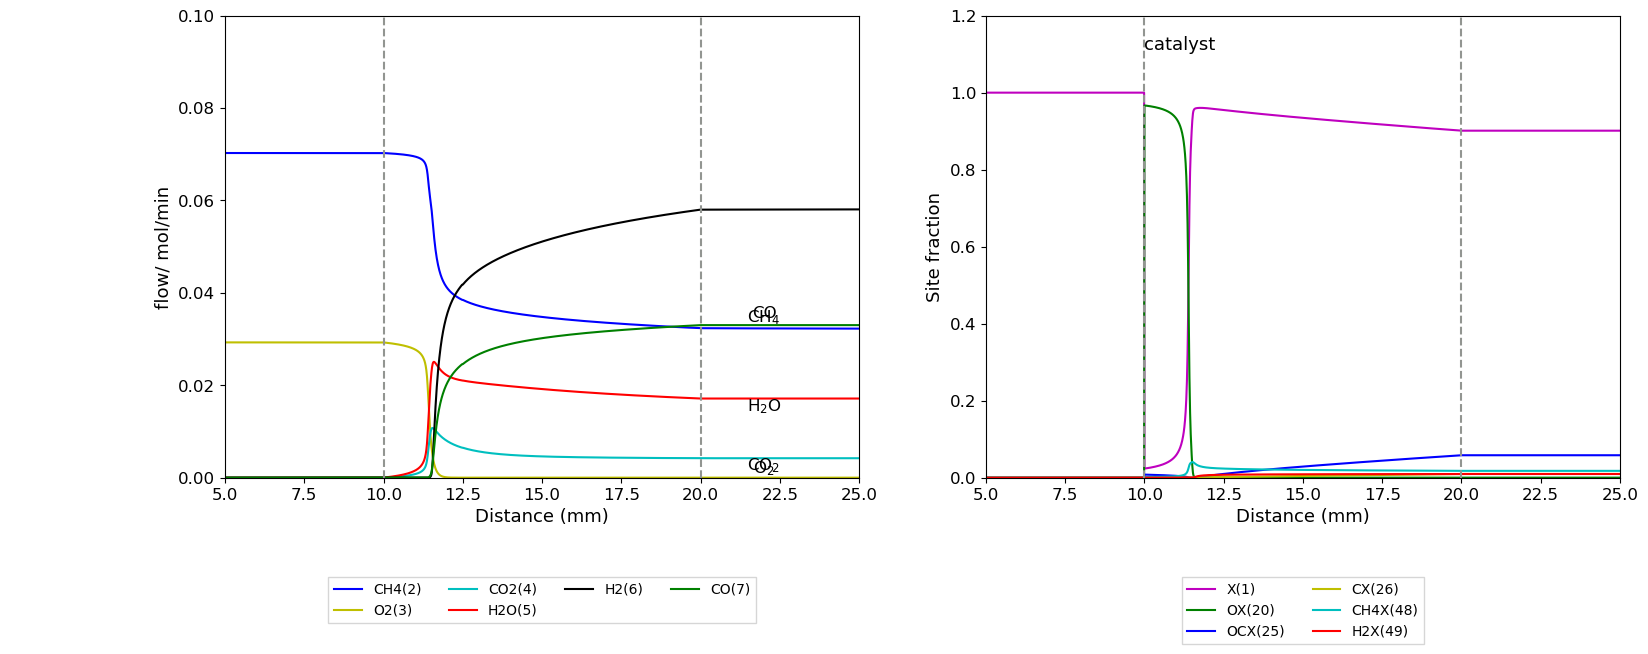 0.10
0.08
0.06
0.04
0.02
0.00
flow/ mol/min
CO
CH4
H2O
CO2
O2
5.0 7.5 10.0 12.5 15.0 17.5 20.0 22.5 25.0
Distance (mm)
CH4(2) CO2(4) H2(6) CO(7)
O2(3) H2O(5)
1.2
1.0
0.8
0.6
0.4
0.2
0.0
Site fraction
catalyst
5.0 7.5 10.0 12.5 15.0 17.5 20.0 22.5 25.0
Distance (mm)
X(1) CX(26)
OX(20) CH4X(48)
OCX(25) H2X(49)